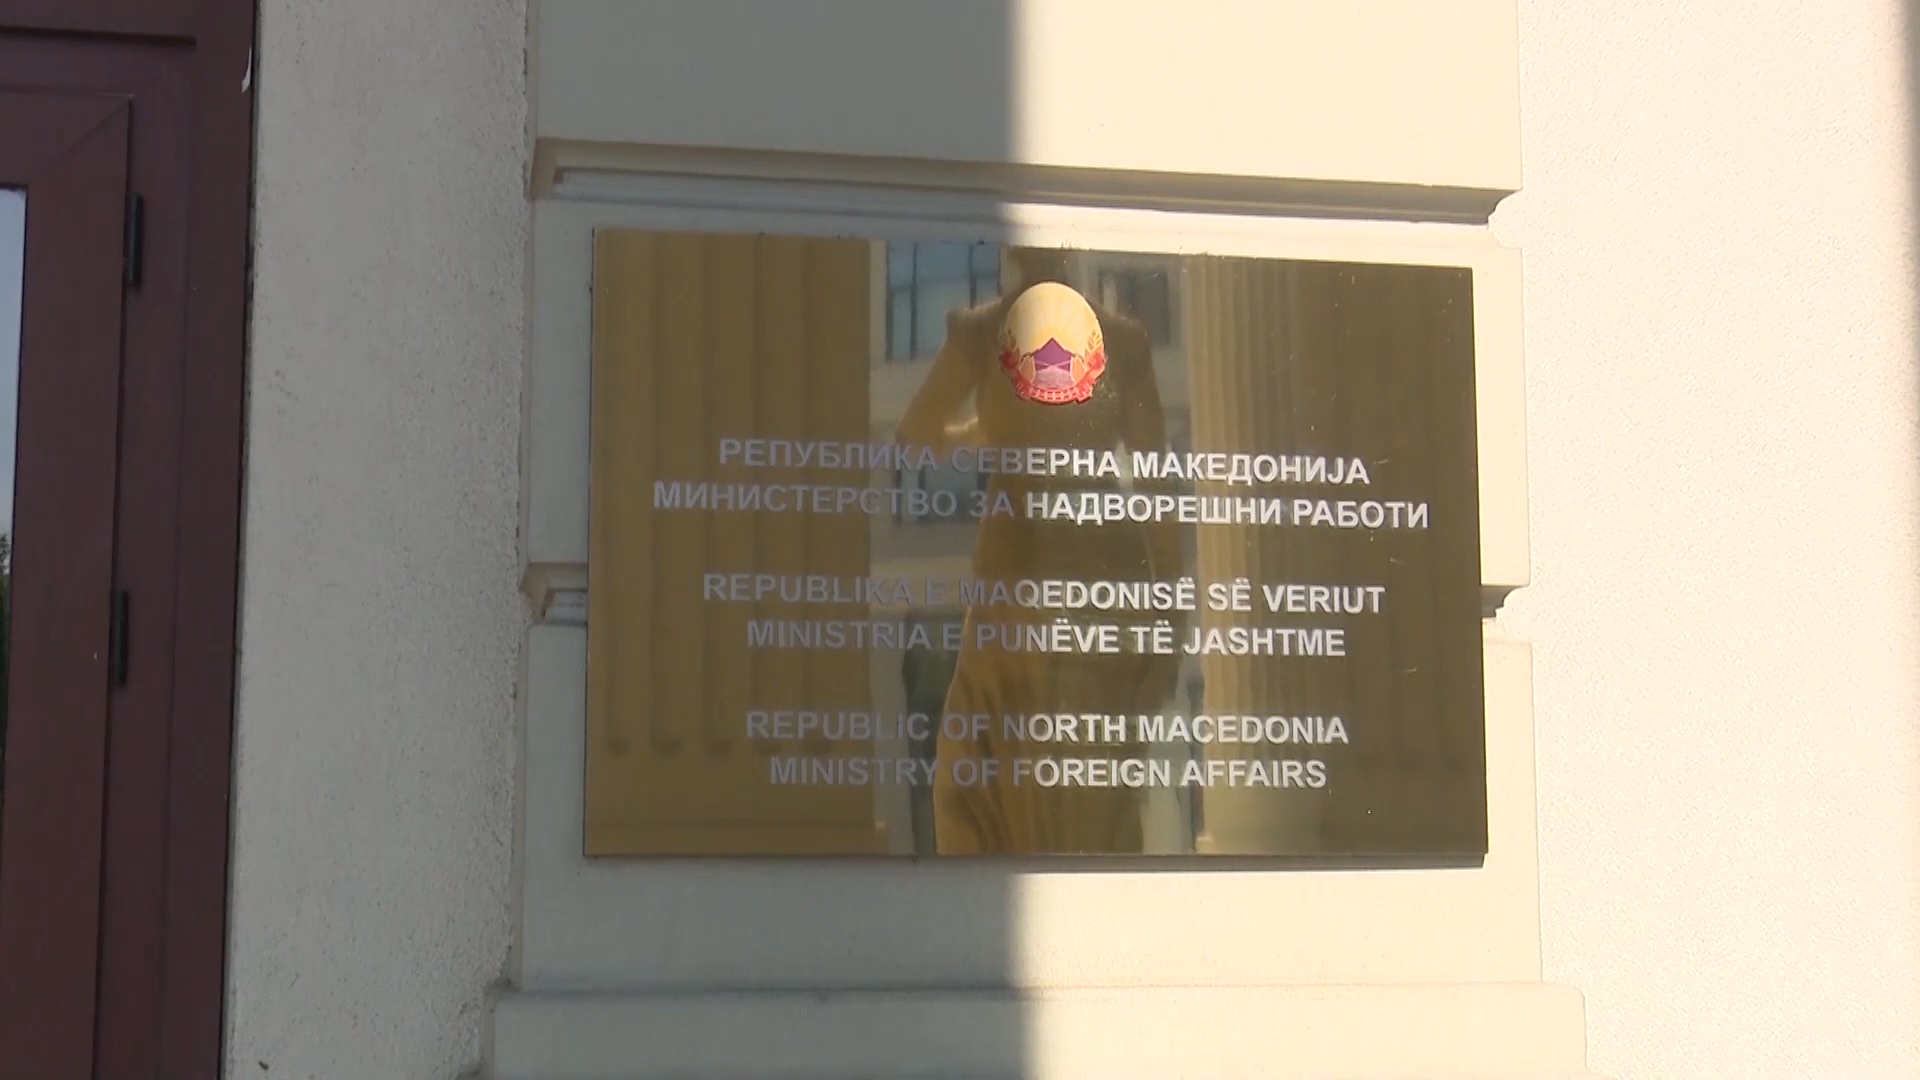 РЕПУБЛИКА СЕВЕРНА МАКЕДОНИЈА
МИНИСТЕРСТВО ЗА НАДВОРЕШНИ РАБОТИ
REPUBLIKA E MAQEDONISË SË VERIUT
MINISTRIA E PUNËVE TË JASHTME
REPUBLIC OF NORTH MACEDONIA
MINISTRY OF FOREIGN AFFAIRS